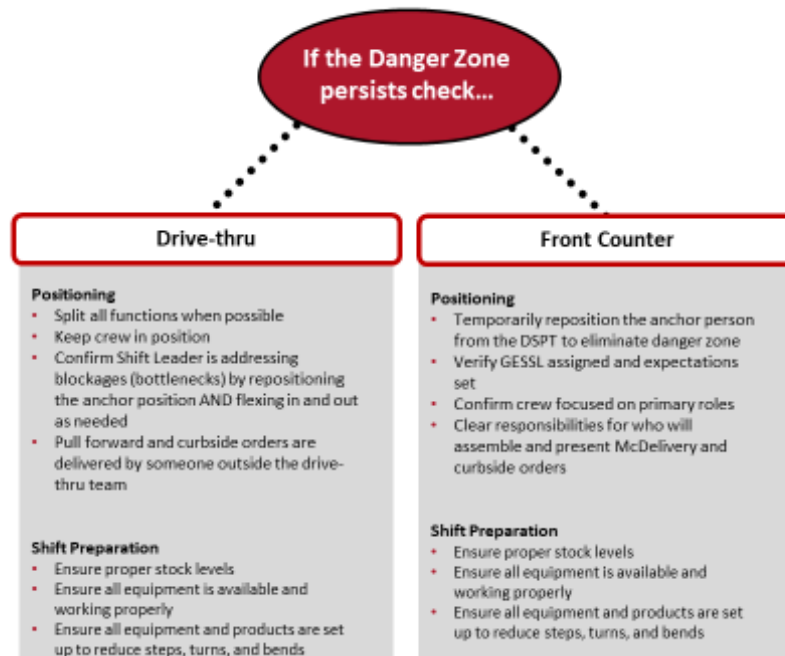 If the Danger Zone
persists check...
Drive-thru
Positioning
• Split all functions when possible
• Keep crew in position
• Confirm Shift Leader is addressing
blockages (bottlenecks) by repositioning
the anchor position AND flexing in and out
as needed
• Pull forward and curbside orders are
delivered by someone outside the drive-
thru team
Shift Preparation
• Ensure proper stock levels
• Ensure all equipment is available and
working properly
• Ensure all equipment and products are set
up to reduce steps, turns, and bends
Front Counter
Positioning
• Temporarily reposition the anchor person
from the DSPT to eliminate danger zone
• Verify GESSL assigned and expectations
set
• Confirm crew focused on primary roles
• Clear responsibilities for who will
assemble and present McDelivery and
curbside orders
Shift Preparation
• Ensure proper stock levels
• Ensure all equipment is available and
working properly
• Ensure all equipment and products are set
up to reduce steps, turns, and bends